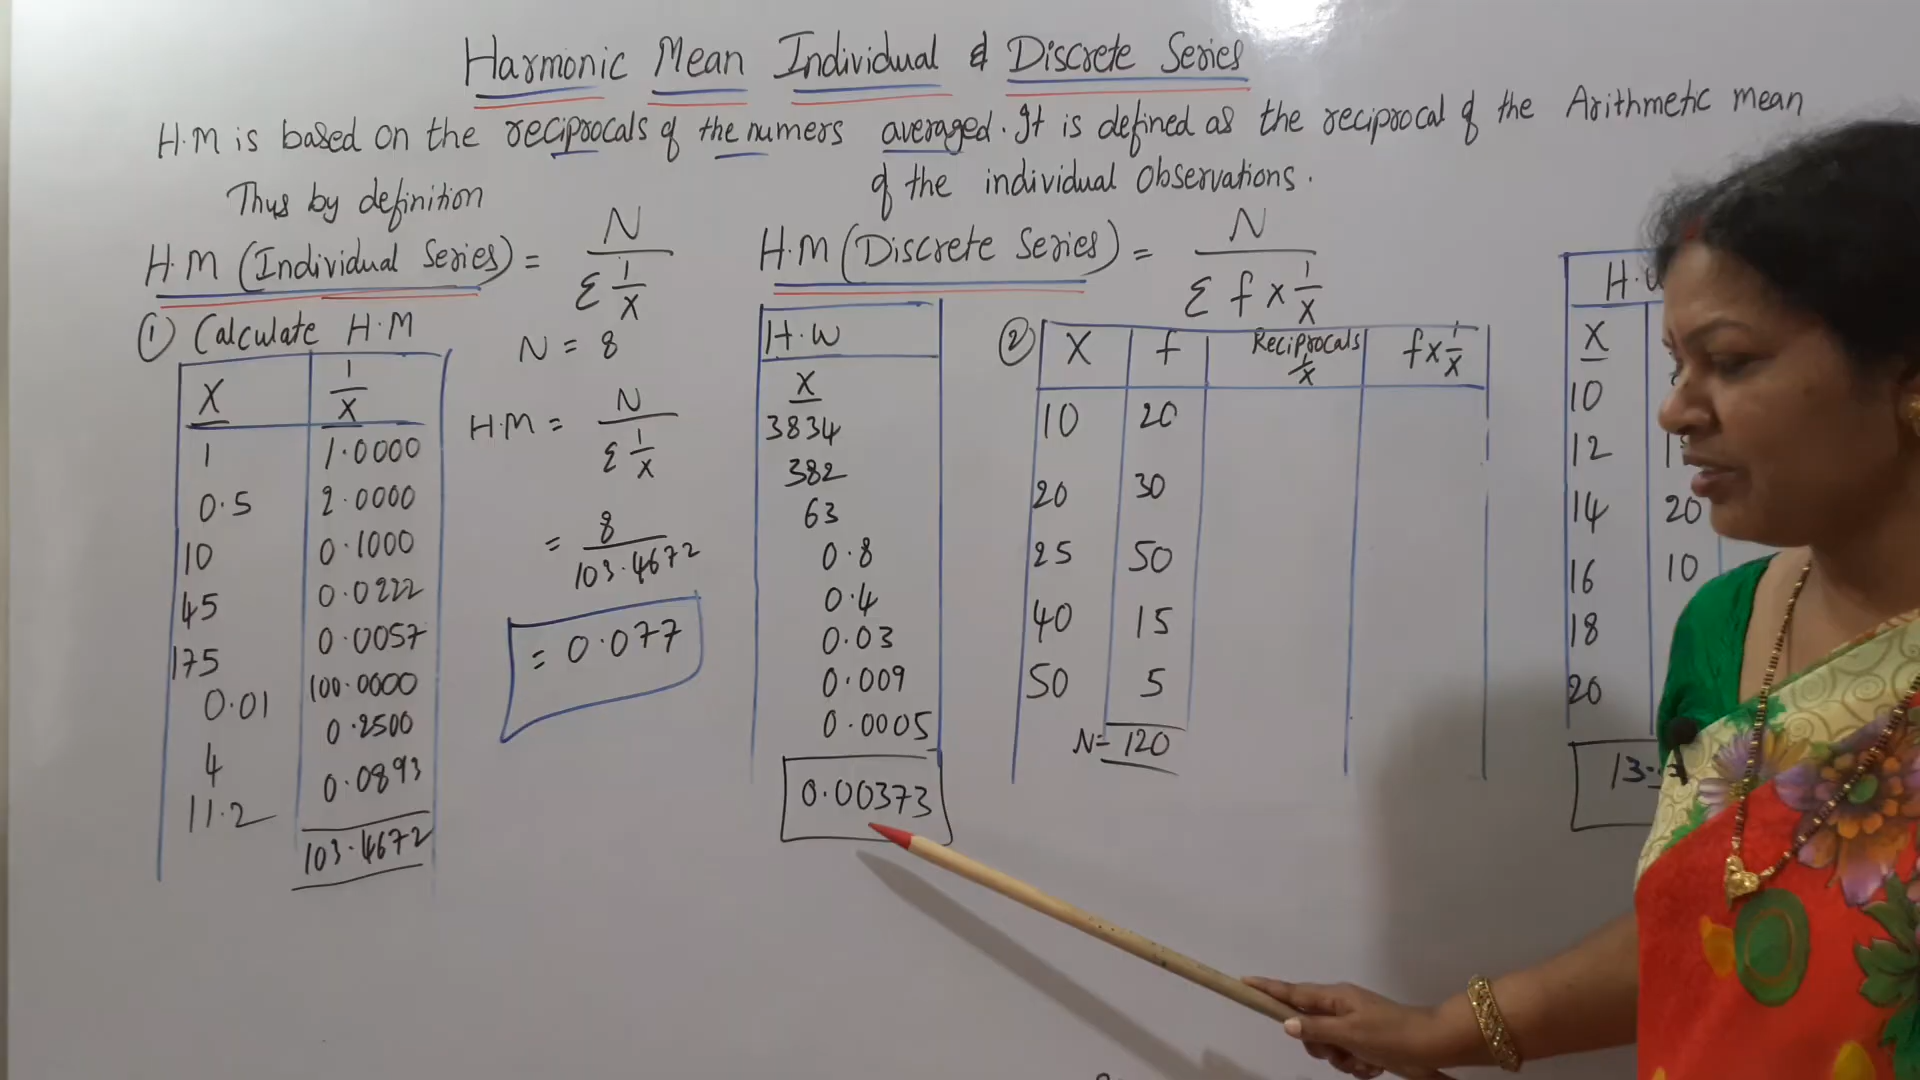 Harmonic Mean Individual & Discrete Series
H.M is based on the reciprocals of the numers averaged. It is defined as the reciprocal of the Arithmetic mean
of the individual Observations.
Thus by definition
H.M (Individual Series) = N / Σ 1/X
① Calculate H.M
X 1/X
1 1.0000
0.5 2.0000
10 0.1000
45 0.0222
175 0.0057
0.01 100.0000
4 0.2500
11.2 0.0893
103.4672
N = 8
H.M = N / Σ 1/X
= 8 / 103.4672
= 0.077
H.M (Discrete Series) = N / Σ f x 1/X
H.W
X
3834
382
63
0.8
0.4
0.03
0.009
0.0005
0.00373
② X f Reciprocals 1/X f x 1/X
10 20
20 30
25 50
40 15
50 5
N = 120
X
10
12
14 20
16 10
18
20